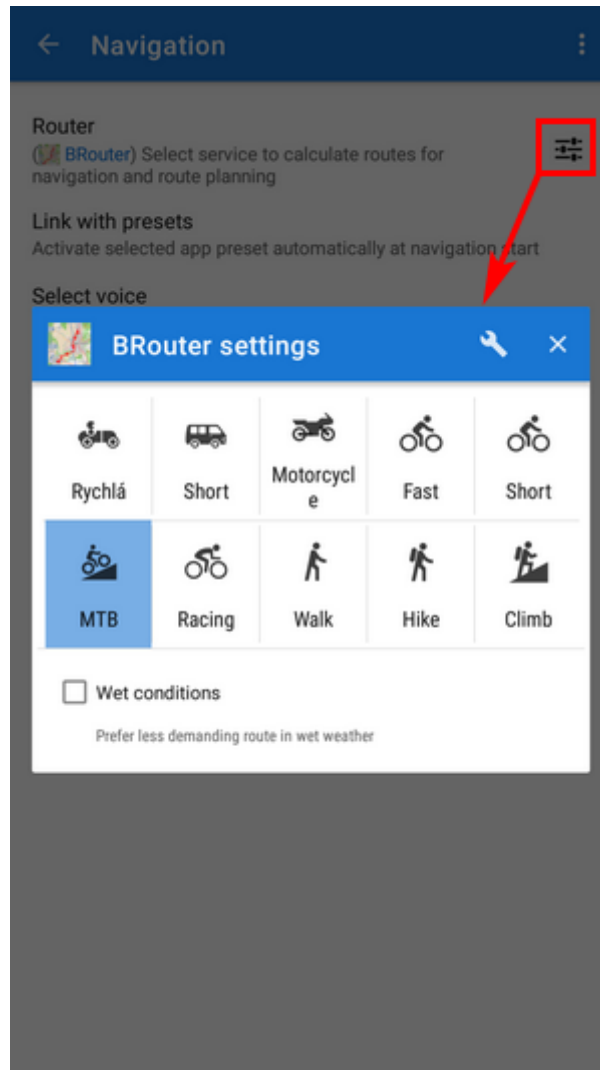 Navigation
Router
(BRouter) Select service to calculate routes for
navigation and route planning
Link with presets
Activate selected app preset automatically at navigation start
Select voice
BRouter settings
Rychlá
Short
Motorcycl
e
Fast
Short
MTB
Racing
Walk
Hike
Climb
Wet conditions
Prefer less demanding route in wet weather